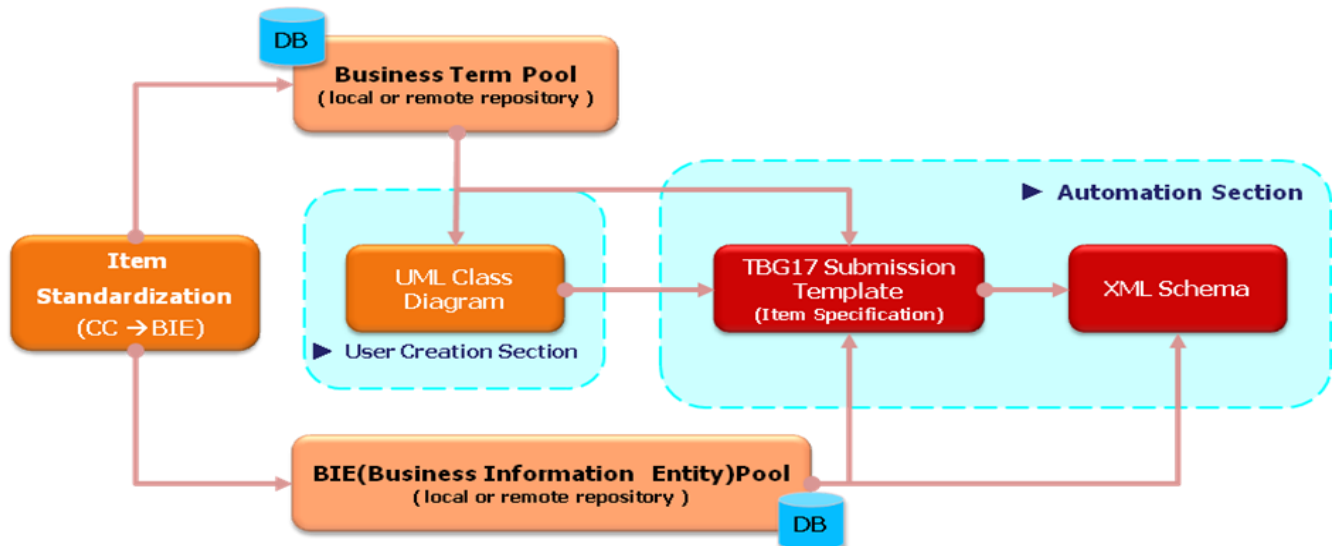 DB
Business Term Pool
( local or remote repository )
► Automation Section
Item
Standardization
(CC → BIE)
UML Class
Diagram
► User Creation Section
TBG17 Submission
Template
(Item Specification)
XML Schema
BIE(Business Information Entity)Pool
( local or remote repository )
DB